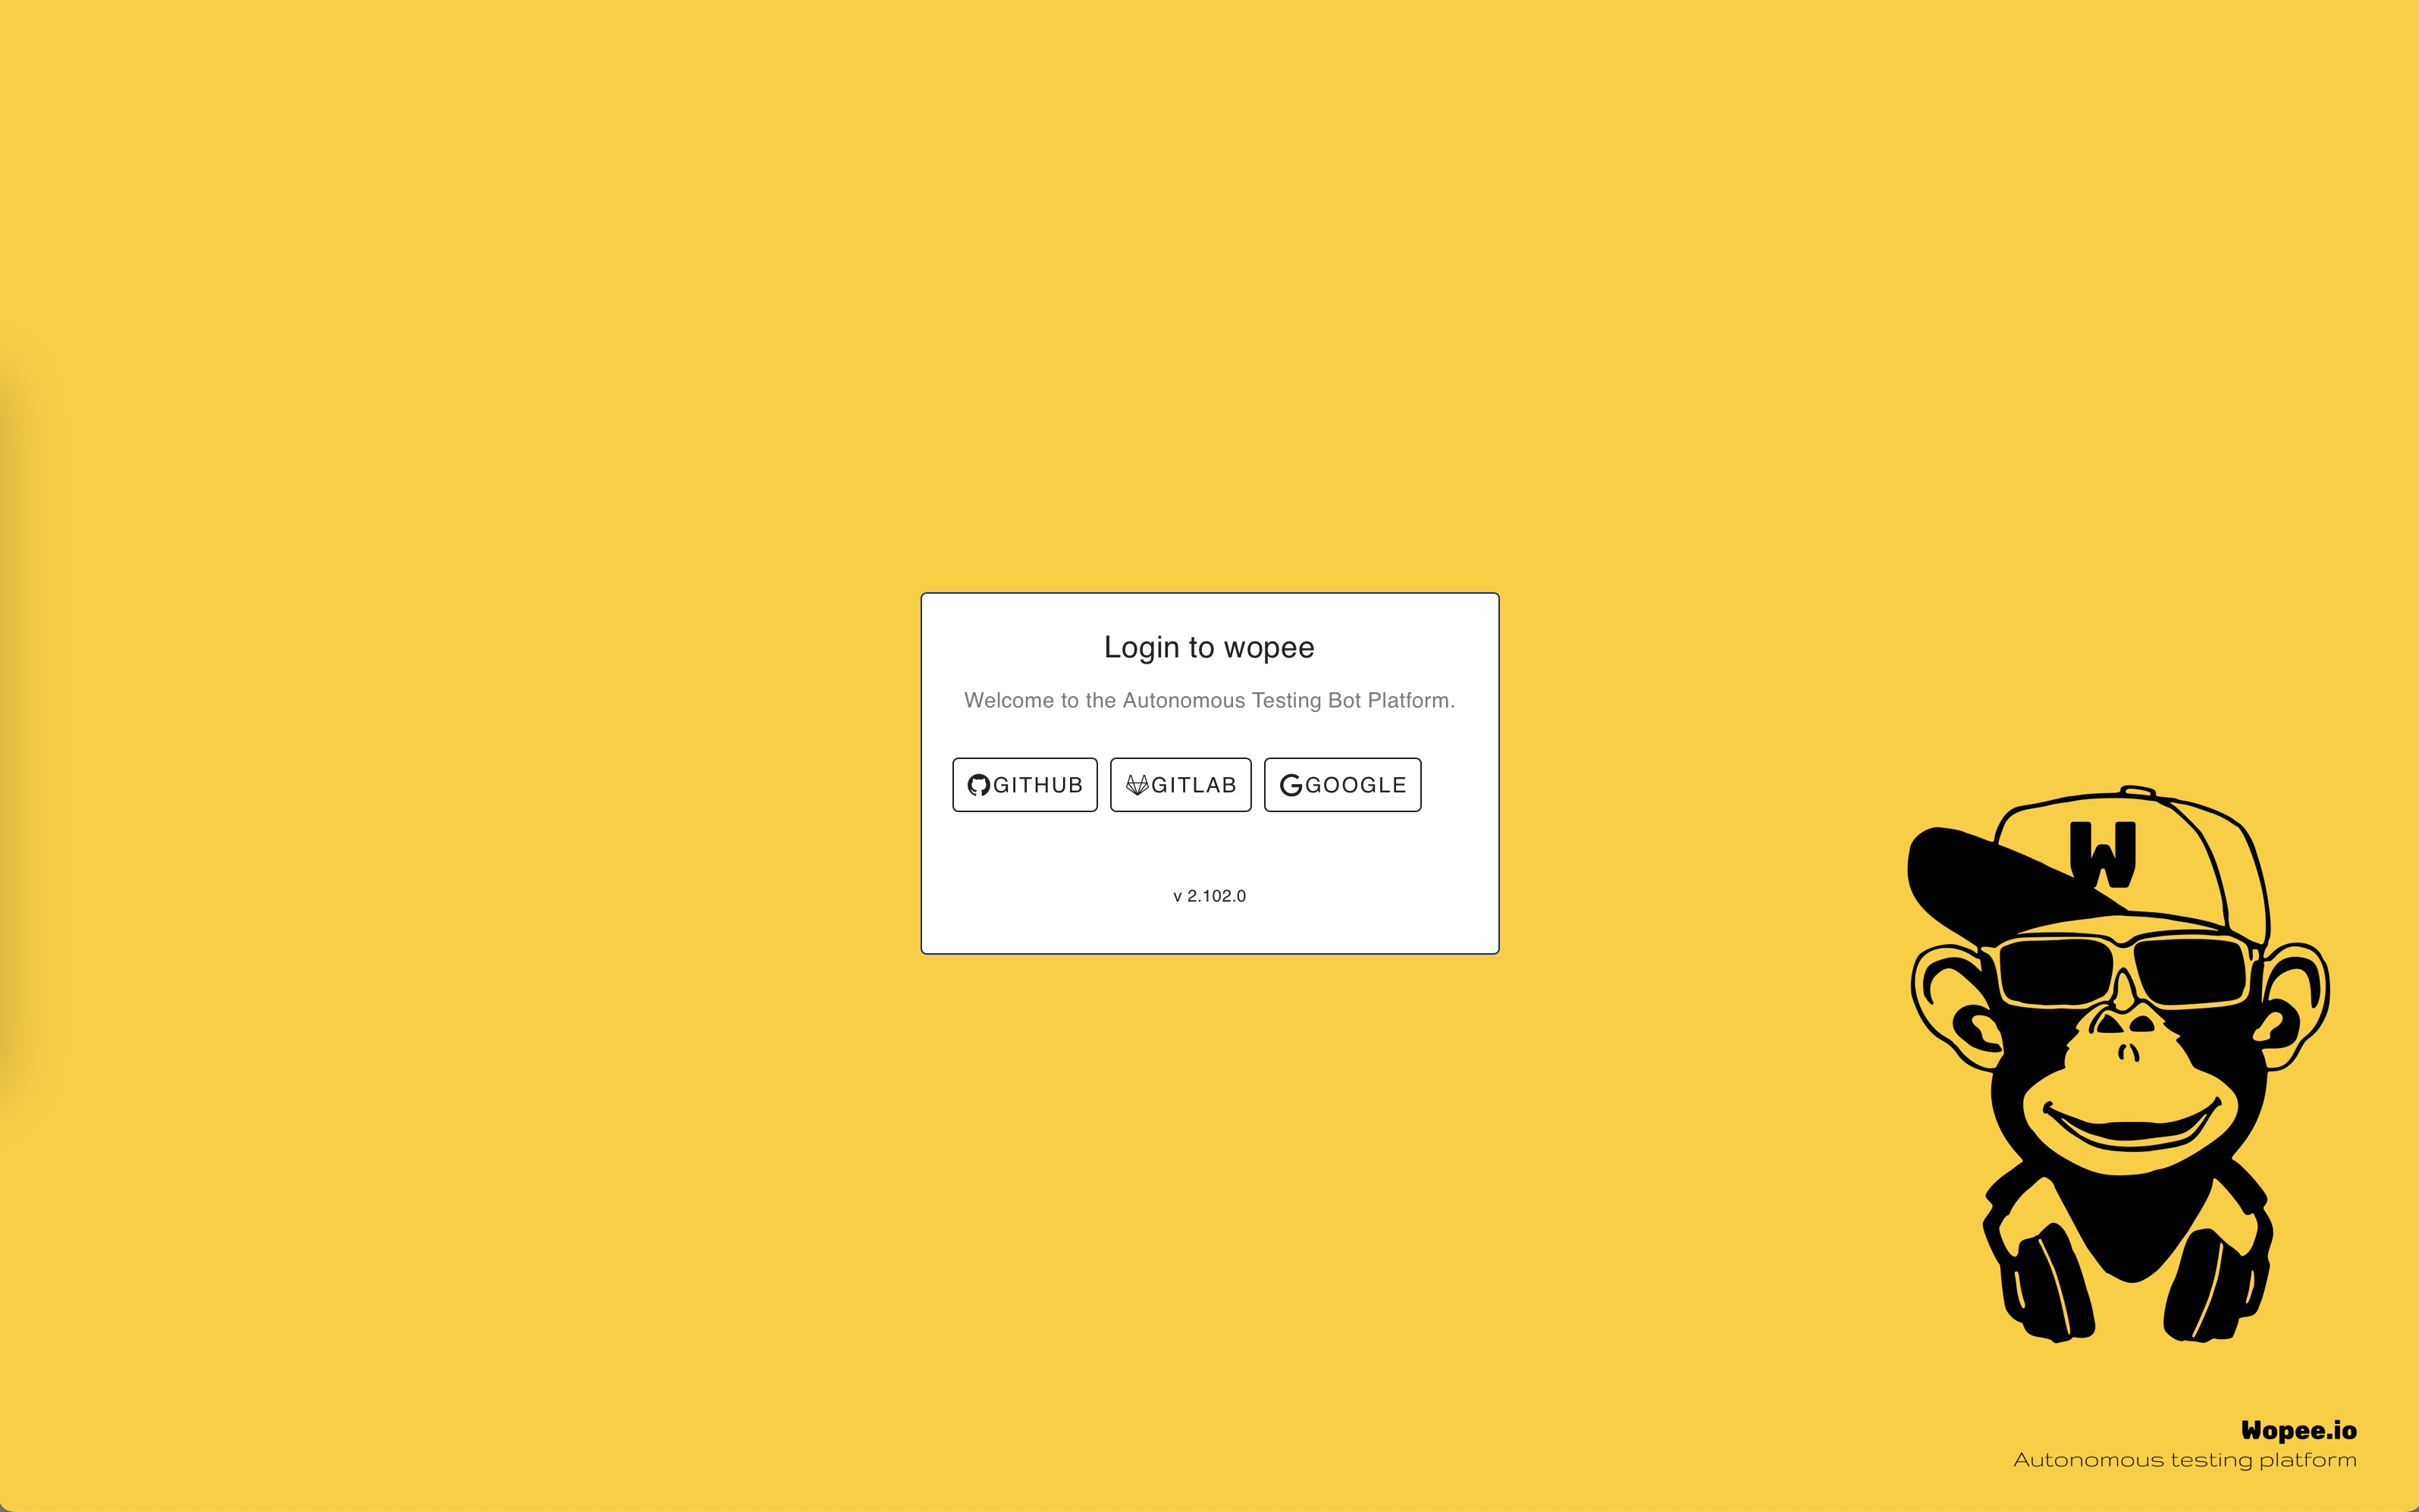 Login to wopee
Welcome to the Autonomous Testing Bot Platform.
GITHUB
GITLAB
GOOGLE
v 2.102.0
W
Wopee.io
Autonomous testing platform